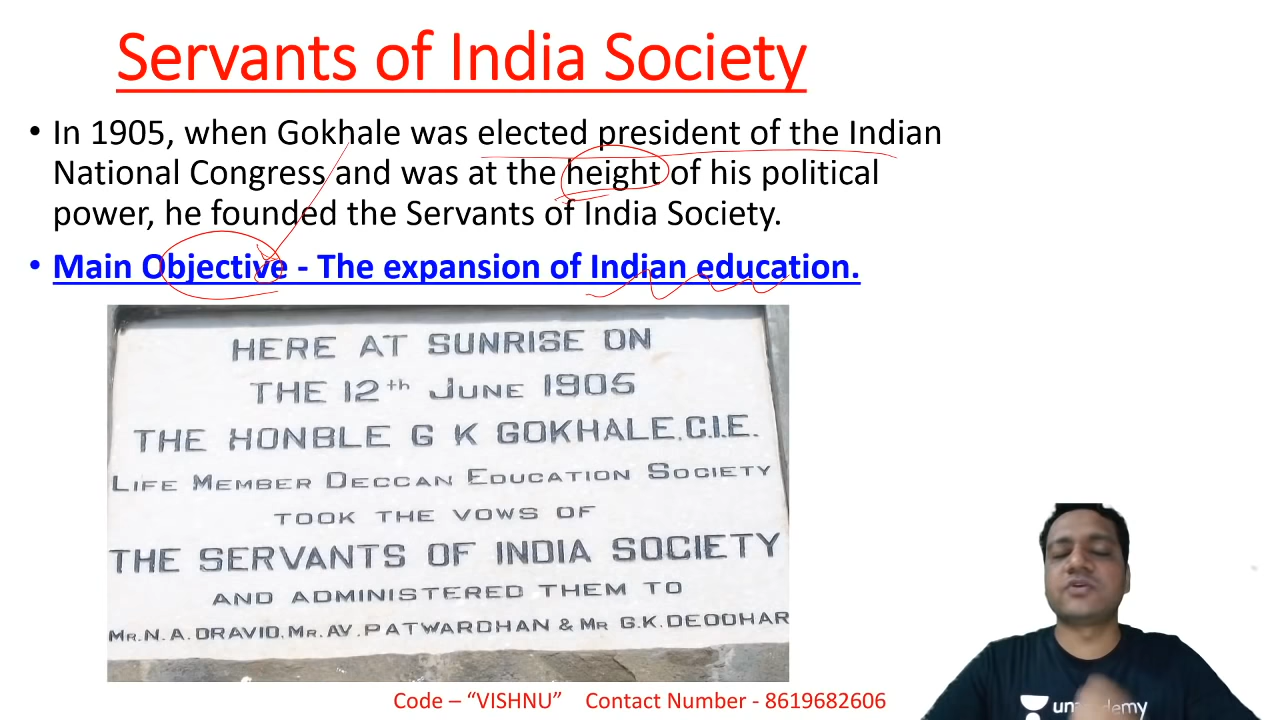 Servants of India Society
• In 1905, when Gokhale was elected president of the Indian
National Congress and was at the height of his political
power, he founded the Servants of India Society.
• Main Objective - The expansion of Indian education.
HERE AT SUNRISE ON
THE 12th JUNE 1905
THE HONBLE G K GOKHALE, C.I.E.
LIFE MEMBER DECCAN EDUCATION SOCIETY
TOOK THE VOWS OF
THE SERVANTS OF INDIA SOCIETY
AND ADMINISTERED THEM TO
MR. N. A. DRAVID, MR. A.V. PATWARDHAN & MR G.K. DEODHAR
Code – “VISHNU” Contact Number - 8619682606